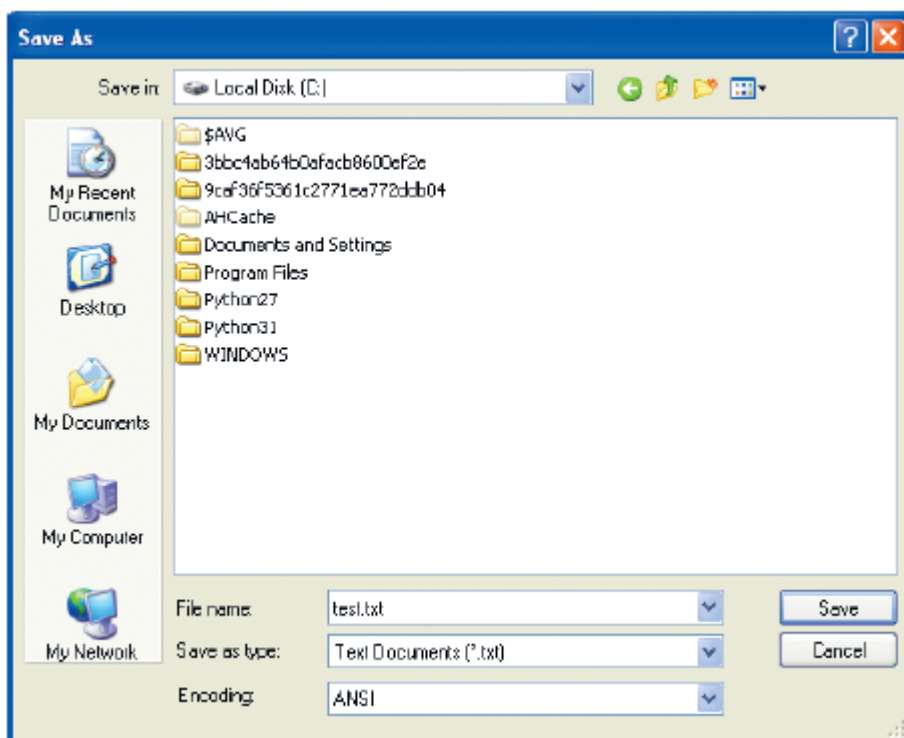 Save As
Save in:
Local Disk (C:)
My Recent
Documents
Desktop
My Documents
My Computer
My Network
$AVG
3bbc4ab64b0afacb8600ef2e
9caf36f5361c2771ea772ddb04
AHCache
Documents and Settings
Program Files
Python27
Python31
WINDOWS
File name:
test.txt
Save
Save as type:
Text Documents (*.txt)
Cancel
Encoding:
ANSI